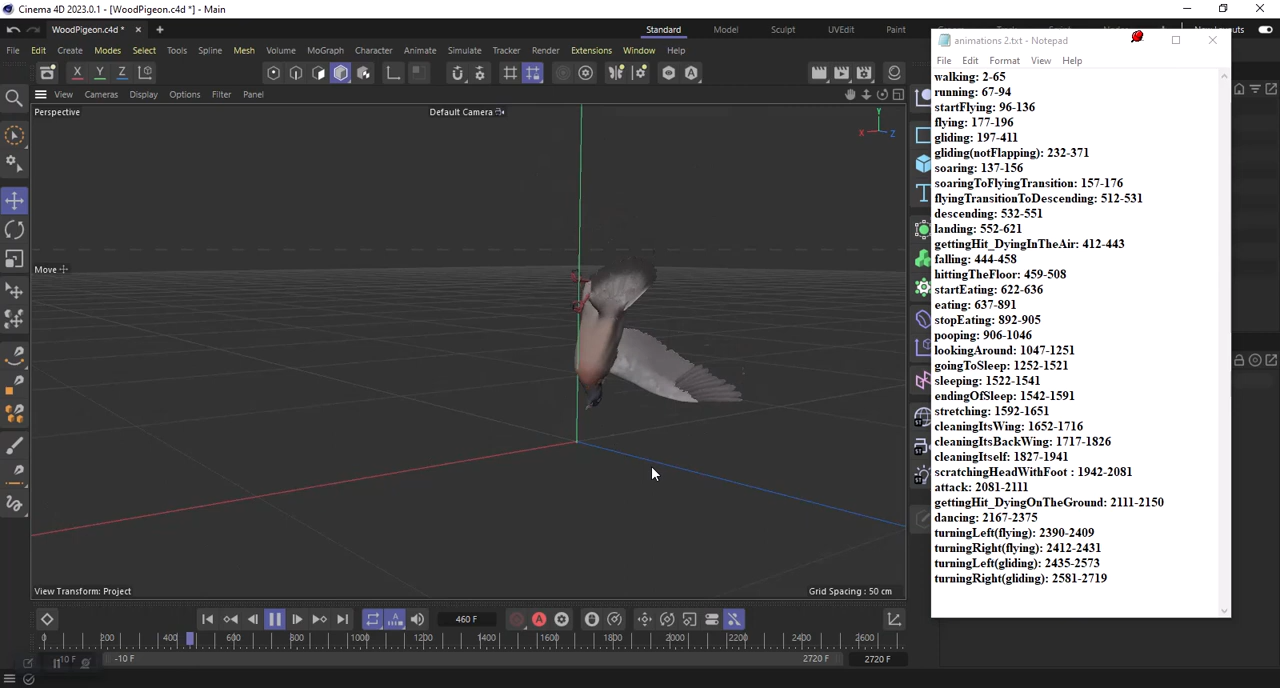 Cinema 4D 2023.0.1 - [WoodPigeon.c4d *] - Main
WoodPigeon.c4d *
Standard Model Sculpt UVEdit Paint
File Edit Create Modes Select Tools Spline Mesh Volume MoGraph Character Animate Simulate Tracker Render Extensions Window Help
X Y Z
View Cameras Display Options Filter Panel
Perspective
Default Camera
Y
X Z
Move
View Transform: Project
Grid Spacing : 50 cm
460 F
0 200 400 600 800 1000 1200 1400 1600 1800 2000 2200 2400 2600
-10 F 2720 F 2720 F
animations 2.txt - Notepad
File Edit Format View Help
walking: 2-65
running: 67-94
startFlying: 96-136
flying: 177-196
gliding: 197-411
gliding(notFlapping): 232-371
soaring: 137-156
soaringToFlyingTransition: 157-176
flyingTransitionToDescending: 512-531
descending: 532-551
landing: 552-621
gettingHit_DyingInTheAir: 412-443
falling: 444-458
hittingTheFloor: 459-508
startEating: 622-636
eating: 637-891
stopEating: 892-905
pooping: 906-1046
lookingAround: 1047-1251
goingToSleep: 1252-1521
sleeping: 1522-1541
endingOfSleep: 1542-1591
stretching: 1592-1651
cleaningItsWing: 1652-1716
cleaningItsBackWing: 1717-1826
cleaningItself: 1827-1941
scratchingHeadWithFoot : 1942-2081
attack: 2081-2111
gettingHit_DyingOnTheGround: 2111-2150
dancing: 2167-2375
turningLeft(flying): 2390-2409
turningRight(flying): 2412-2431
turningLeft(gliding): 2435-2573
turningRight(gliding): 2581-2719